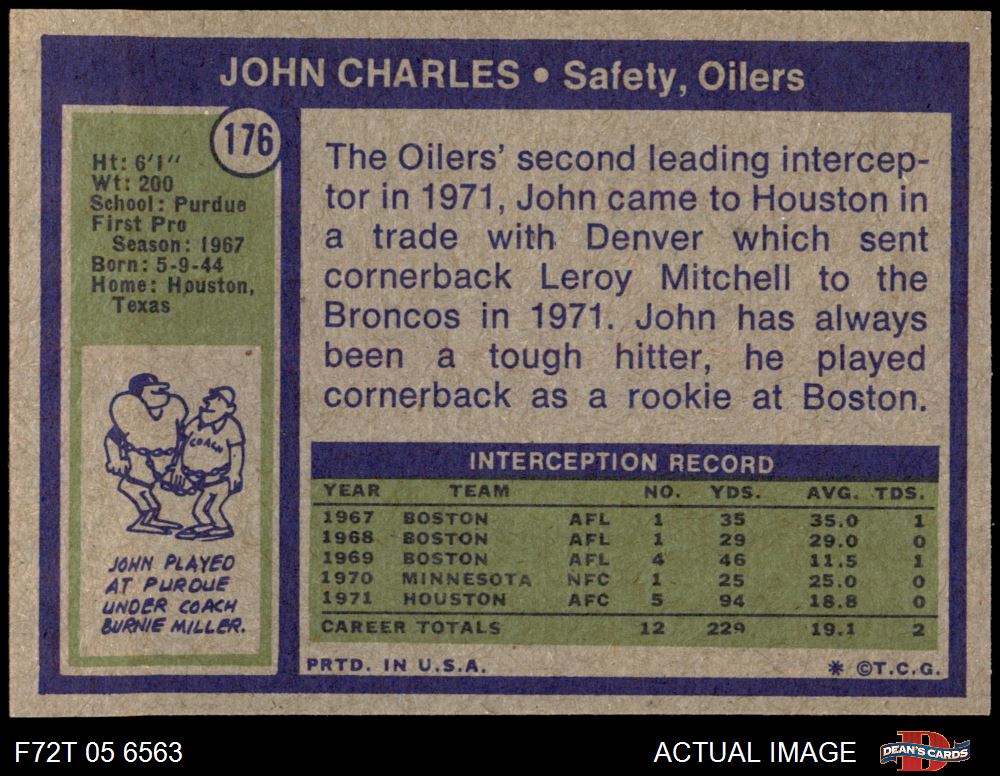 JOHN CHARLES • Safety, Oilers
176
Ht: 6'1"
Wt: 200
School: Purdue
First Pro
Season: 1967
Born: 5-9-44
Home: Houston,
Texas
COACH
JOHN PLAYED
AT PURDUE
UNDER COACH
BURNIE MILLER.
The Oilers' second leading intercep-
tor in 1971, John came to Houston in
a trade with Denver which sent
cornerback Leroy Mitchell to the
Broncos in 1971. John has always
been a tough hitter, he played
cornerback as a rookie at Boston.
INTERCEPTION RECORD
YEAR TEAM NO. YDS. AVG. TDS.
1967 BOSTON AFL 1 35 35.0 1
1968 BOSTON AFL 1 29 29.0 0
1969 BOSTON AFL 4 46 11.5 1
1970 MINNESOTA NFC 1 25 25.0 0
1971 HOUSTON AFC 5 94 18.8 0
CAREER TOTALS 12 229 19.1 2
PRTD. IN U.S.A. * ©T.C.G.
F72T 05 6563 ACTUAL IMAGE D DEAN'S CARDS